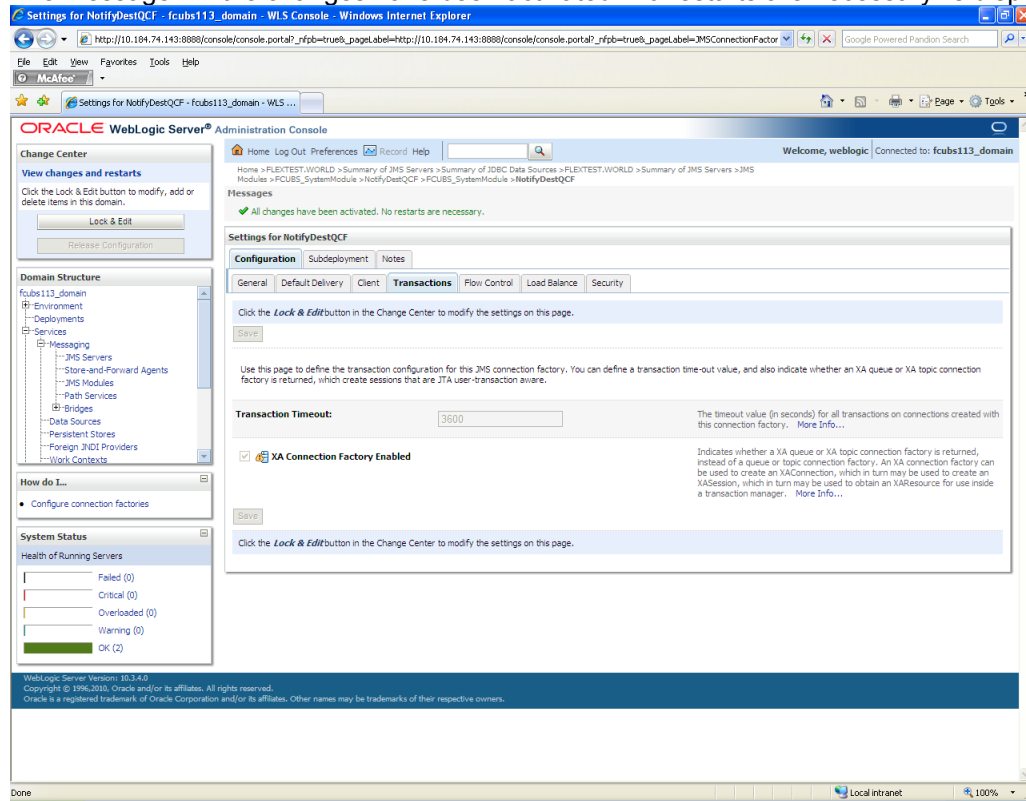 Settings for NotifyDestQCF - fcubs113_domain - WLS Console - Windows Internet Explorer
http://10.184.74.143:8888/console/console.portal?_nfpb=true&_pageLabel=http://10.184.74.143:8888/console/console.portal?_nfpb=true&_pageLabel=JMSConnectionFactor
Google Powered Pandion Search
File Edit View Favorites Tools Help
McAfee
Settings for NotifyDestQCF - fcubs113_domain - WLS ...
Page Tools
ORACLE WebLogic Server® Administration Console
Change Center
View changes and restarts
Click the Lock & Edit button to modify, add or
delete items in this domain.
Lock & Edit
Release Configuration
Domain Structure
fcubs113_domain
Environment
Deployments
Services
Messaging
JMS Servers
Store-and-Forward Agents
JMS Modules
Path Services
Bridges
Data Sources
Persistent Stores
Foreign JNDI Providers
Work Contexts
How do I...
Configure connection factories
System Status
Health of Running Servers
Failed (0)
Critical (0)
Overloaded (0)
Warning (0)
OK (2)
Home Log Out Preferences Record Help
Welcome, weblogic Connected to: fcubs113_domain
Home >FLEXTEST.WORLD >Summary of JMS Servers >Summary of JDBC Data Sources >FLEXTEST.WORLD >Summary of JMS Servers >JMS
Modules >FCUBS_SystemModule >NotifyDestQCF >FCUBS_SystemModule >NotifyDestQCF
Messages
All changes have been activated. No restarts are necessary.
Settings for NotifyDestQCF
Configuration Subdeployment Notes
General Default Delivery Client Transactions Flow Control Load Balance Security
Click the Lock & Edit button in the Change Center to modify the settings on this page.
Save
Use this page to define the transaction configuration for this JMS connection factory. You can define a transaction time-out value, and also indicate whether an XA queue or XA topic connection
factory is returned, which create sessions that are JTA user-transaction aware.
Transaction Timeout:
3600
The timeout value (in seconds) for all transactions on connections created with
this connection factory. More Info...
XA Connection Factory Enabled
Indicates whether a XA queue or XA topic connection factory is returned,
instead of a queue or topic connection factory. An XA connection factory can
be used to create an XAConnection, which in turn may be used to create an
XASession, which in turn may be used to obtain an XAResource for use inside
a transaction manager. More Info...
Save
Click the Lock & Edit button in the Change Center to modify the settings on this page.
WebLogic Server Version: 10.3.4.0
Copyright © 1996,2010, Oracle and/or its affiliates. All rights reserved.
Oracle is a registered trademark of Oracle Corporation and/or its affiliates. Other names may be trademarks of their respective owners.
Done
Local intranet
100%